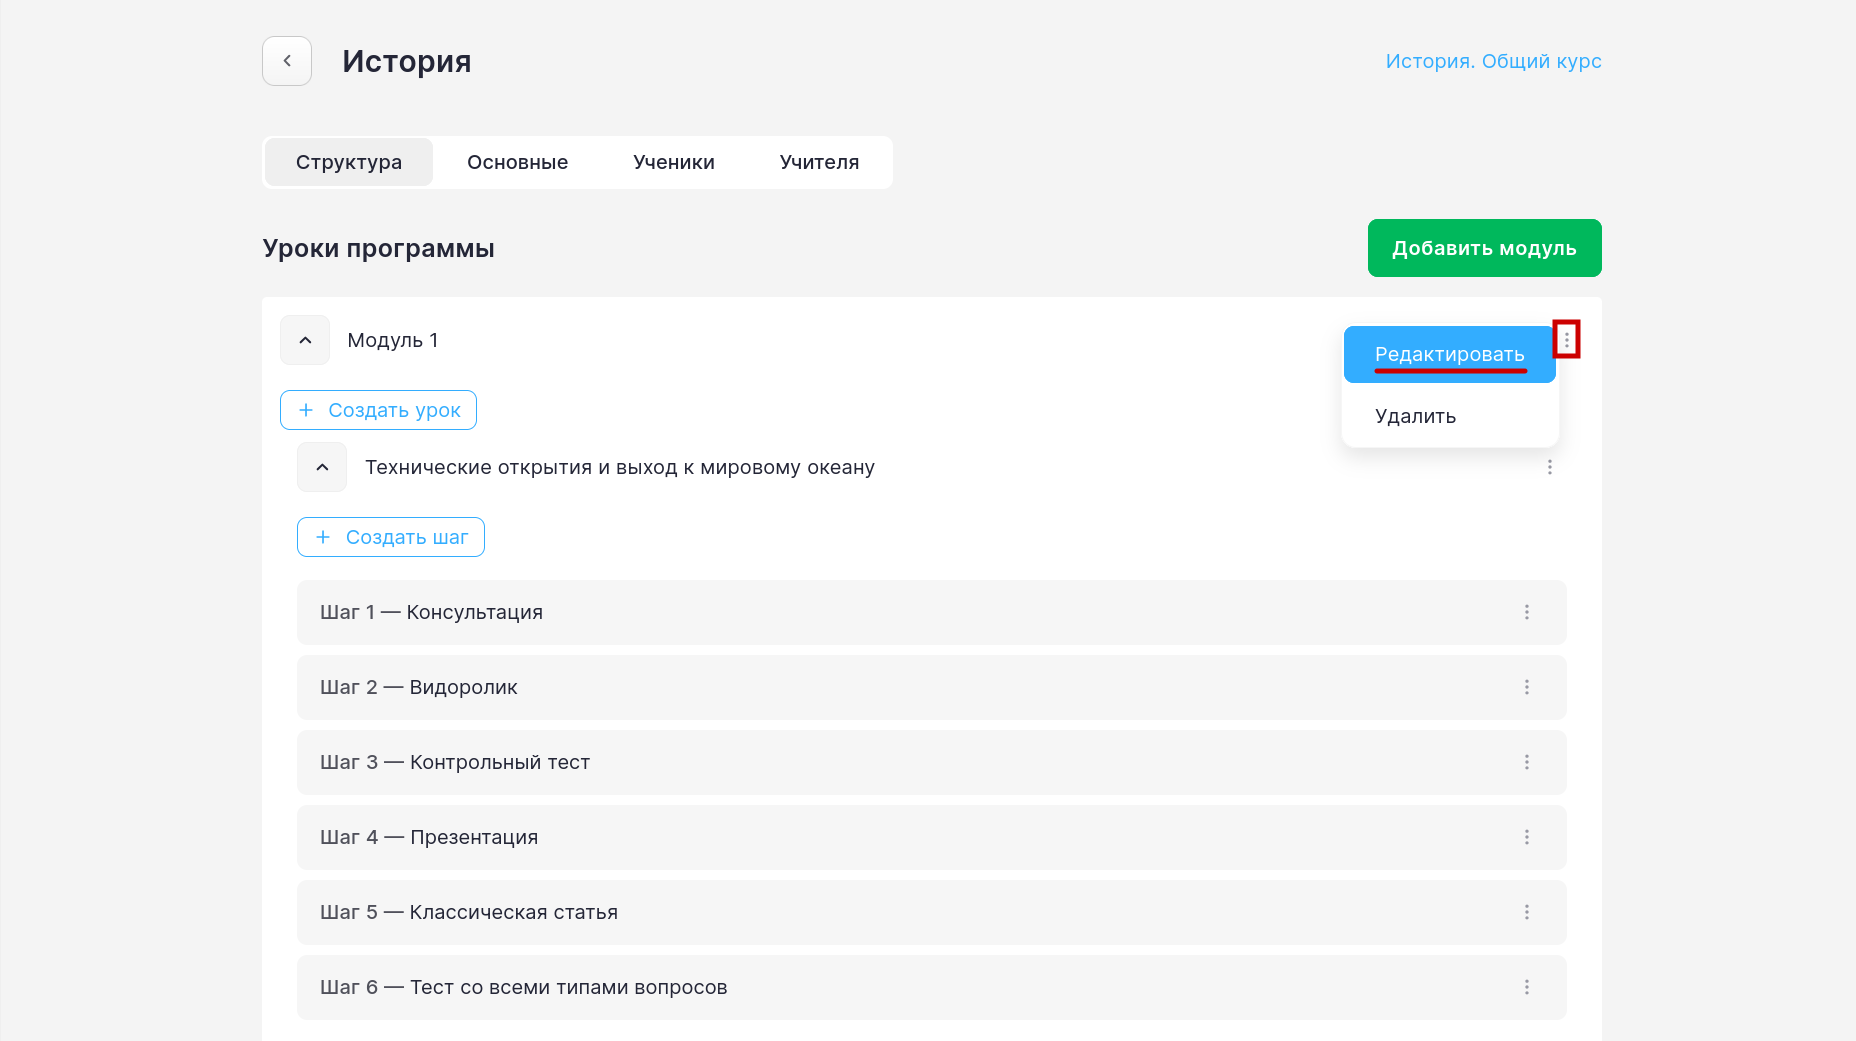 История
История. Общий курс
Структура Основные Ученики Учителя
Уроки программы
Добавить модуль
Модуль 1
Редактировать
Удалить
Создать урок
Технические открытия и выход к мировому океану
Создать шаг
Шаг 1 — Консультация
Шаг 2 — Видоролик
Шаг 3 — Контрольный тест
Шаг 4 — Презентация
Шаг 5 — Классическая статья
Шаг 6 — Тест со всеми типами вопросов